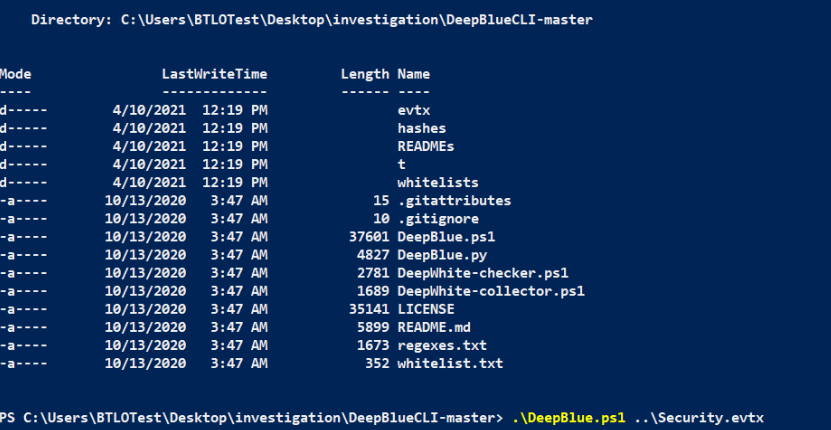 Directory: C:\Users\BTLOTest\Desktop\investigation\DeepBlueCLI-master
Mode LastWriteTime Length Name
---- ------------- ------ ----
d----- 4/10/2021 12:19 PM evtx
d----- 4/10/2021 12:19 PM hashes
d----- 4/10/2021 12:19 PM READMEs
d----- 4/10/2021 12:19 PM t
d----- 4/10/2021 12:19 PM whitelists
-a---- 10/13/2020 3:47 AM 15 .gitattributes
-a---- 10/13/2020 3:47 AM 10 .gitignore
-a---- 10/13/2020 3:47 AM 37601 DeepBlue.ps1
-a---- 10/13/2020 3:47 AM 4827 DeepBlue.py
-a---- 10/13/2020 3:47 AM 2781 DeepWhite-checker.ps1
-a---- 10/13/2020 3:47 AM 1689 DeepWhite-collector.ps1
-a---- 10/13/2020 3:47 AM 35141 LICENSE
-a---- 10/13/2020 3:47 AM 5899 README.md
-a---- 10/13/2020 3:47 AM 1673 regexes.txt
-a---- 10/13/2020 3:47 AM 352 whitelist.txt
PS C:\Users\BTLOTest\Desktop\investigation\DeepBlueCLI-master> .\DeepBlue.ps1 ..\Security.evtx